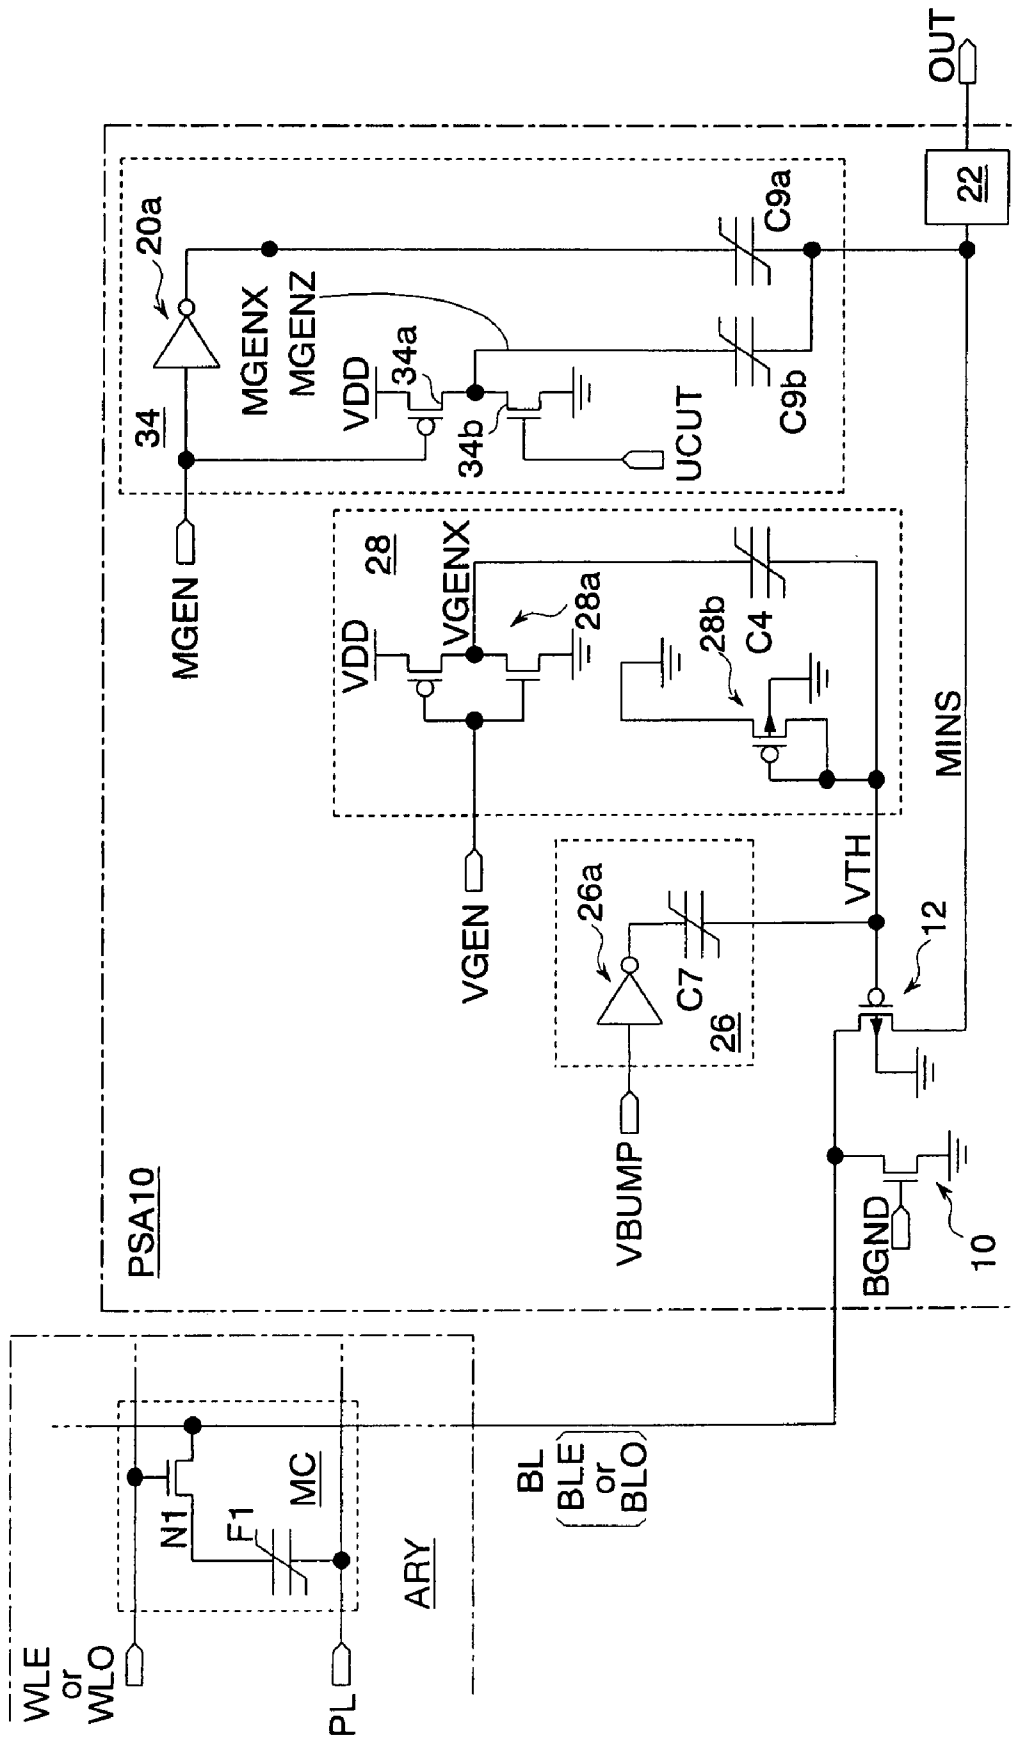 WLE
or
WLO
PL
N1
F1
MC
ARY
BL
BLE
or
BLO
PSA10
BGND
10
12
VBUMP
26a
C7
26
VTH
MINS
VGEN
VDD
28
VGENX
28a
28b
C4
MGEN
34
20a
MGENX
MGENZ
VDD
34a
34b
UCUT
C9a
C9b
22
OUT